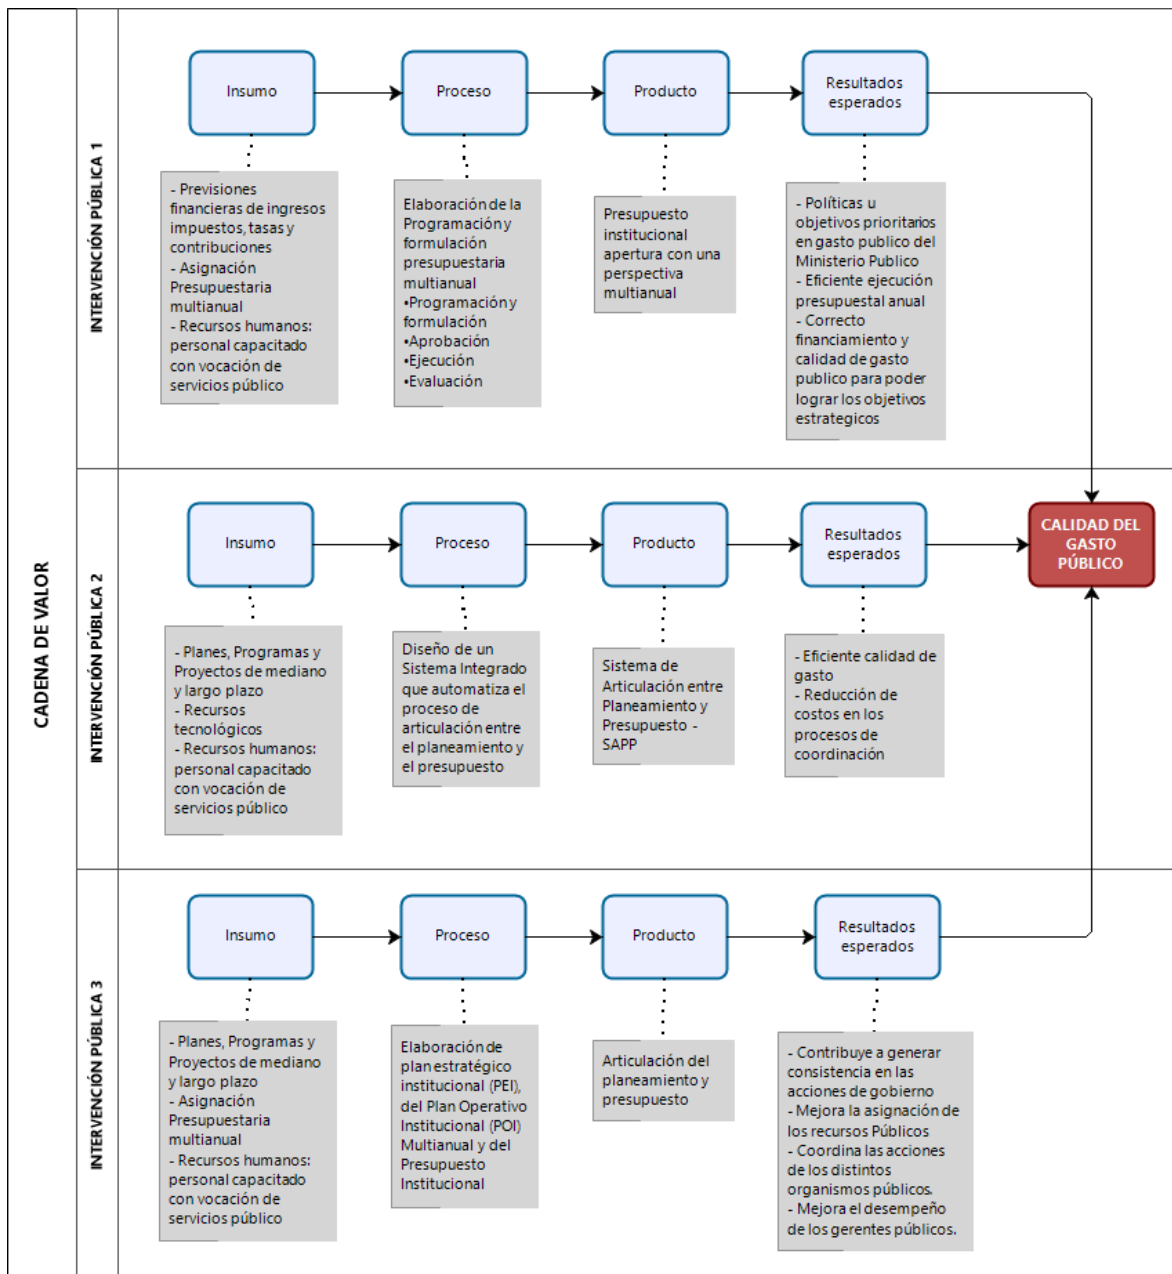 CADENA DE VALOR
INTERVENCIÓN PÚBLICA 1
Insumo
Proceso
Producto
Resultados
esperados
- Previsiones
financieras de ingresos
impuestos, tasas y
contribuciones
- Asignación
Presupuestaria
multianual
- Recursos humanos:
personal capacitado
con vocación de
servicios público
Elaboración de la
Programación y
formulación
presupuestaria
multianual
•Programación y
formulación
•Aprobación
•Ejecución
•Evaluación
Presupuesto
institucional
apertura con una
perspectiva
multianual
- Políticas u
objetivos prioritarios
en gasto publico del
Ministerio Publico
- Eficiente ejecución
presupuestal anual
- Correcto
financiamiento y
calidad de gasto
publico para poder
lograr los objetivos
estrategicos
INTERVENCIÓN PÚBLICA 2
Insumo
Proceso
Producto
Resultados
esperados
CALIDAD DEL
GASTO
PÚBLICO
- Planes, Programas y
Proyectos de mediano
y largo plazo
- Recursos
tecnológicos
- Recursos humanos:
personal capacitado
con vocación de
servicios público
Diseño de un
Sistema Integrado
que automatiza el
proceso de
articulación entre
el planeamiento y
el presupuesto
Sistema de
Articulación entre
Planeamiento y
Presupuesto -
SAPP
- Eficiente calidad de
gasto
- Reducción de
costos en los
procesos de
coordinación
INTERVENCIÓN PÚBLICA 3
Insumo
Proceso
Producto
Resultados
esperados
- Planes, Programas y
Proyectos de mediano
y largo plazo
- Asignación
Presupuestaria
multianual
- Recursos humanos:
personal capacitado
con vocación de
servicios público
Elaboración de
plan estratégico
institucional (PEI),
del Plan Operativo
Institucional (POI)
Multianual y del
Presupuesto
Institucional
Articulación del
planeamiento y
presupuesto
- Contribuye a generar
consistencia en las
acciones de gobierno
- Mejora la asignación de
los recursos Públicos
- Coordina las acciones
de los distintos
organismos públicos.
- Mejora el desempeño
de los gerentes públicos.